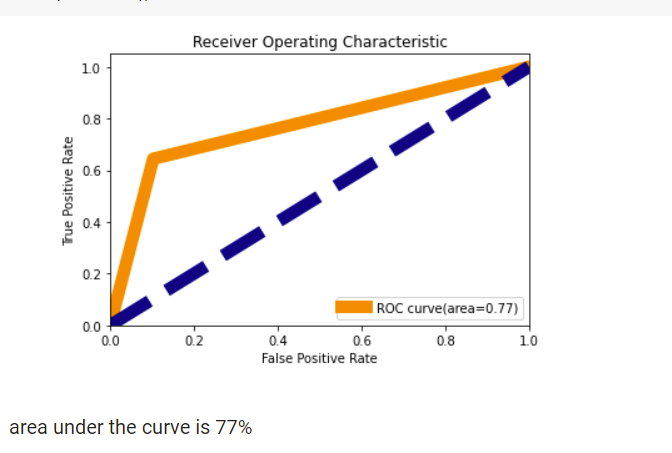 Receiver Operating Characteristic
1.0
0.8
0.6
0.4
0.2
0.0
True Positive Rate
ROC curve(area=0.77)
0.0 0.2 0.4 0.6 0.8 1.0
False Positive Rate
area under the curve is 77%